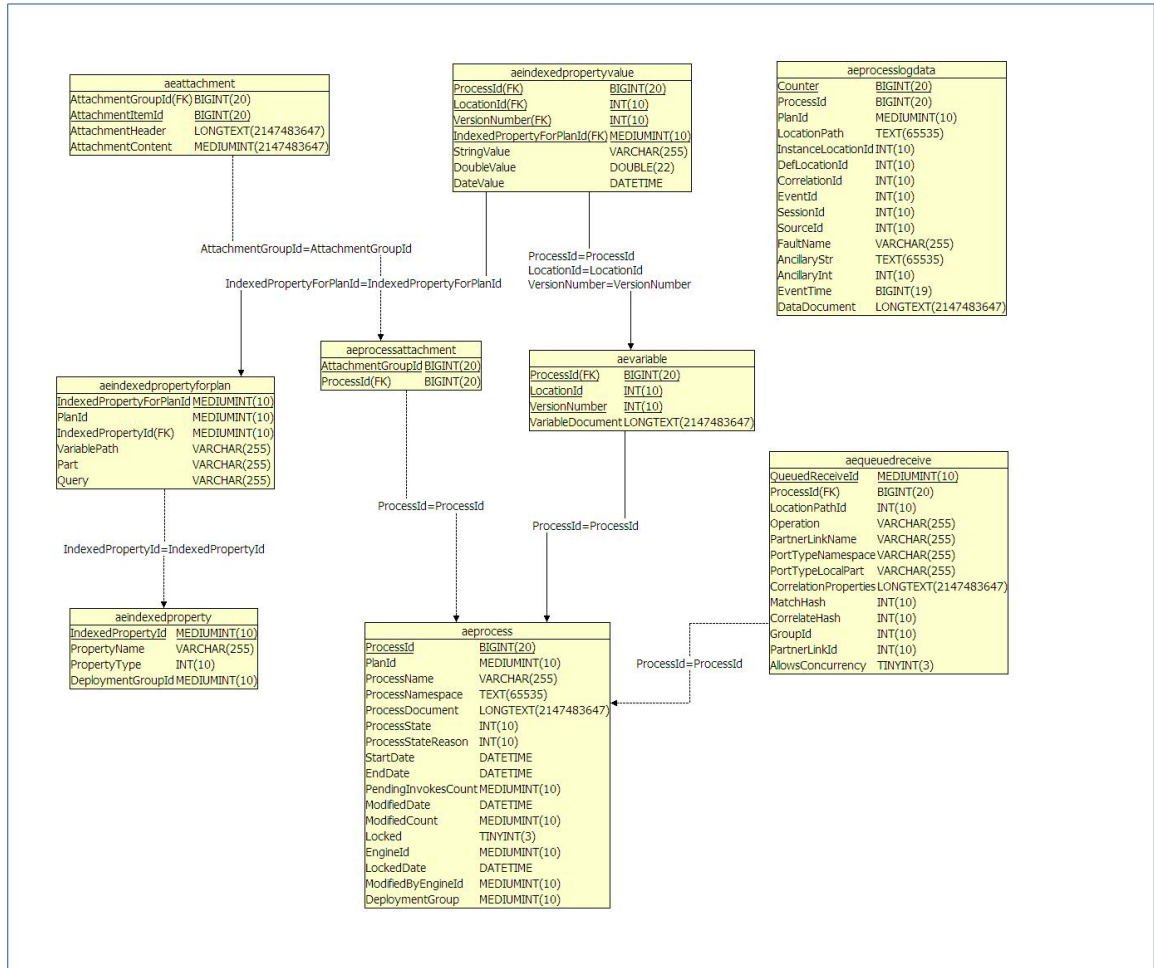 aeattachment
AttachmentGroupId(FK) BIGINT(20)
AttachmentItemId BIGINT(20)
AttachmentHeader LONGTEXT(2147483647)
AttachmentContent MEDIUMINT(2147483647)
aeindexedpropertyvalue
ProcessId(FK) BIGINT(20)
LocationId(FK) INT(10)
VersionNumber(FK) INT(10)
IndexedPropertyForPlanId(FK) MEDIUMINT(10)
StringValue VARCHAR(255)
DoubleValue DOUBLE(22)
DateValue DATETIME
aeprocesslogdata
Counter BIGINT(20)
ProcessId BIGINT(20)
PlanId MEDIUMINT(10)
LocationPath TEXT(65535)
InstanceLocationId INT(10)
DefLocationId INT(10)
CorrelationId INT(10)
EventId INT(10)
SessionId INT(10)
SourceId INT(10)
FaultName VARCHAR(255)
AncillaryStr TEXT(65535)
AncillaryInt INT(10)
EventTime BIGINT(19)
DataDocument LONGTEXT(2147483647)
AttachmentGroupId=AttachmentGroupId
ProcessId=ProcessId
LocationId=LocationId
VersionNumber=VersionNumber
IndexedPropertyForPlanId=IndexedPropertyForPlanId
aeprocessattachment
AttachmentGroupId BIGINT(20)
ProcessId(FK) BIGINT(20)
aevariable
ProcessId(FK) BIGINT(20)
LocationId INT(10)
VersionNumber INT(10)
VariableDocument LONGTEXT(2147483647)
aeindexedpropertyforplan
IndexedPropertyForPlanId MEDIUMINT(10)
PlanId MEDIUMINT(10)
IndexedPropertyId(FK) MEDIUMINT(10)
VariablePath VARCHAR(255)
Part VARCHAR(255)
Query VARCHAR(255)
aequeuedreceive
QueuedReceiveId MEDIUMINT(10)
ProcessId(FK) BIGINT(20)
LocationPathId INT(10)
Operation VARCHAR(255)
PartnerLinkName VARCHAR(255)
PortTypeNamespace VARCHAR(255)
PortTypeLocalPart VARCHAR(255)
CorrelationProperties LONGTEXT(2147483647)
MatchHash INT(10)
CorrelateHash INT(10)
GroupId INT(10)
PartnerLinkId INT(10)
AllowsConcurrency TINYINT(3)
ProcessId=ProcessId
ProcessId=ProcessId
IndexedPropertyId=IndexedPropertyId
aeindexedproperty
IndexedPropertyId MEDIUMINT(10)
PropertyName VARCHAR(255)
PropertyType INT(10)
DeploymentGroupId MEDIUMINT(10)
ProcessId=ProcessId
aeprocess
ProcessId BIGINT(20)
PlanId MEDIUMINT(10)
ProcessName VARCHAR(255)
ProcessNamespace TEXT(65535)
ProcessDocument LONGTEXT(2147483647)
ProcessState INT(10)
ProcessStateReason INT(10)
StartDate DATETIME
EndDate DATETIME
PendingInvokesCount MEDIUMINT(10)
ModifiedDate DATETIME
ModifiedCount MEDIUMINT(10)
Locked TINYINT(3)
EngineId MEDIUMINT(10)
LockedDate DATETIME
ModifiedByEngineId MEDIUMINT(10)
DeploymentGroup MEDIUMINT(10)